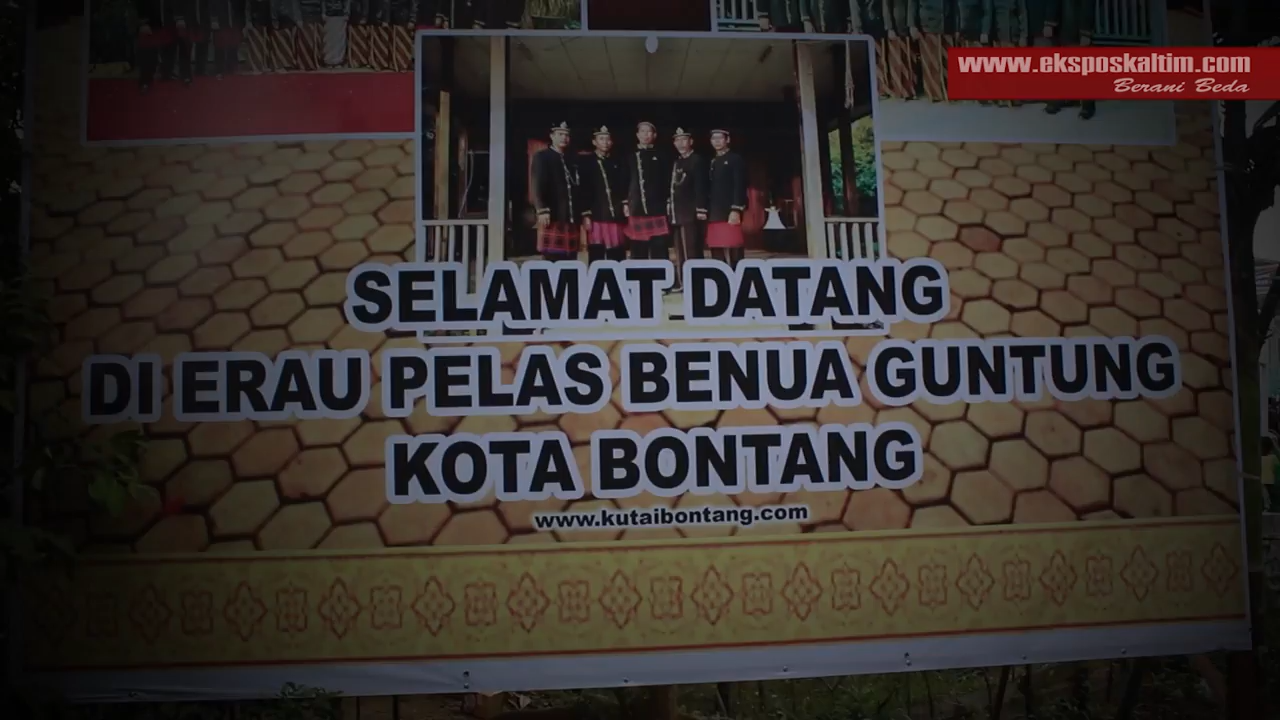 www.eksposkaltim.com
Berani Beda
SELAMAT DATANG
DI ERAU PELAS BENUA GUNTUNG
KOTA BONTANG
www.kutaibontang.com